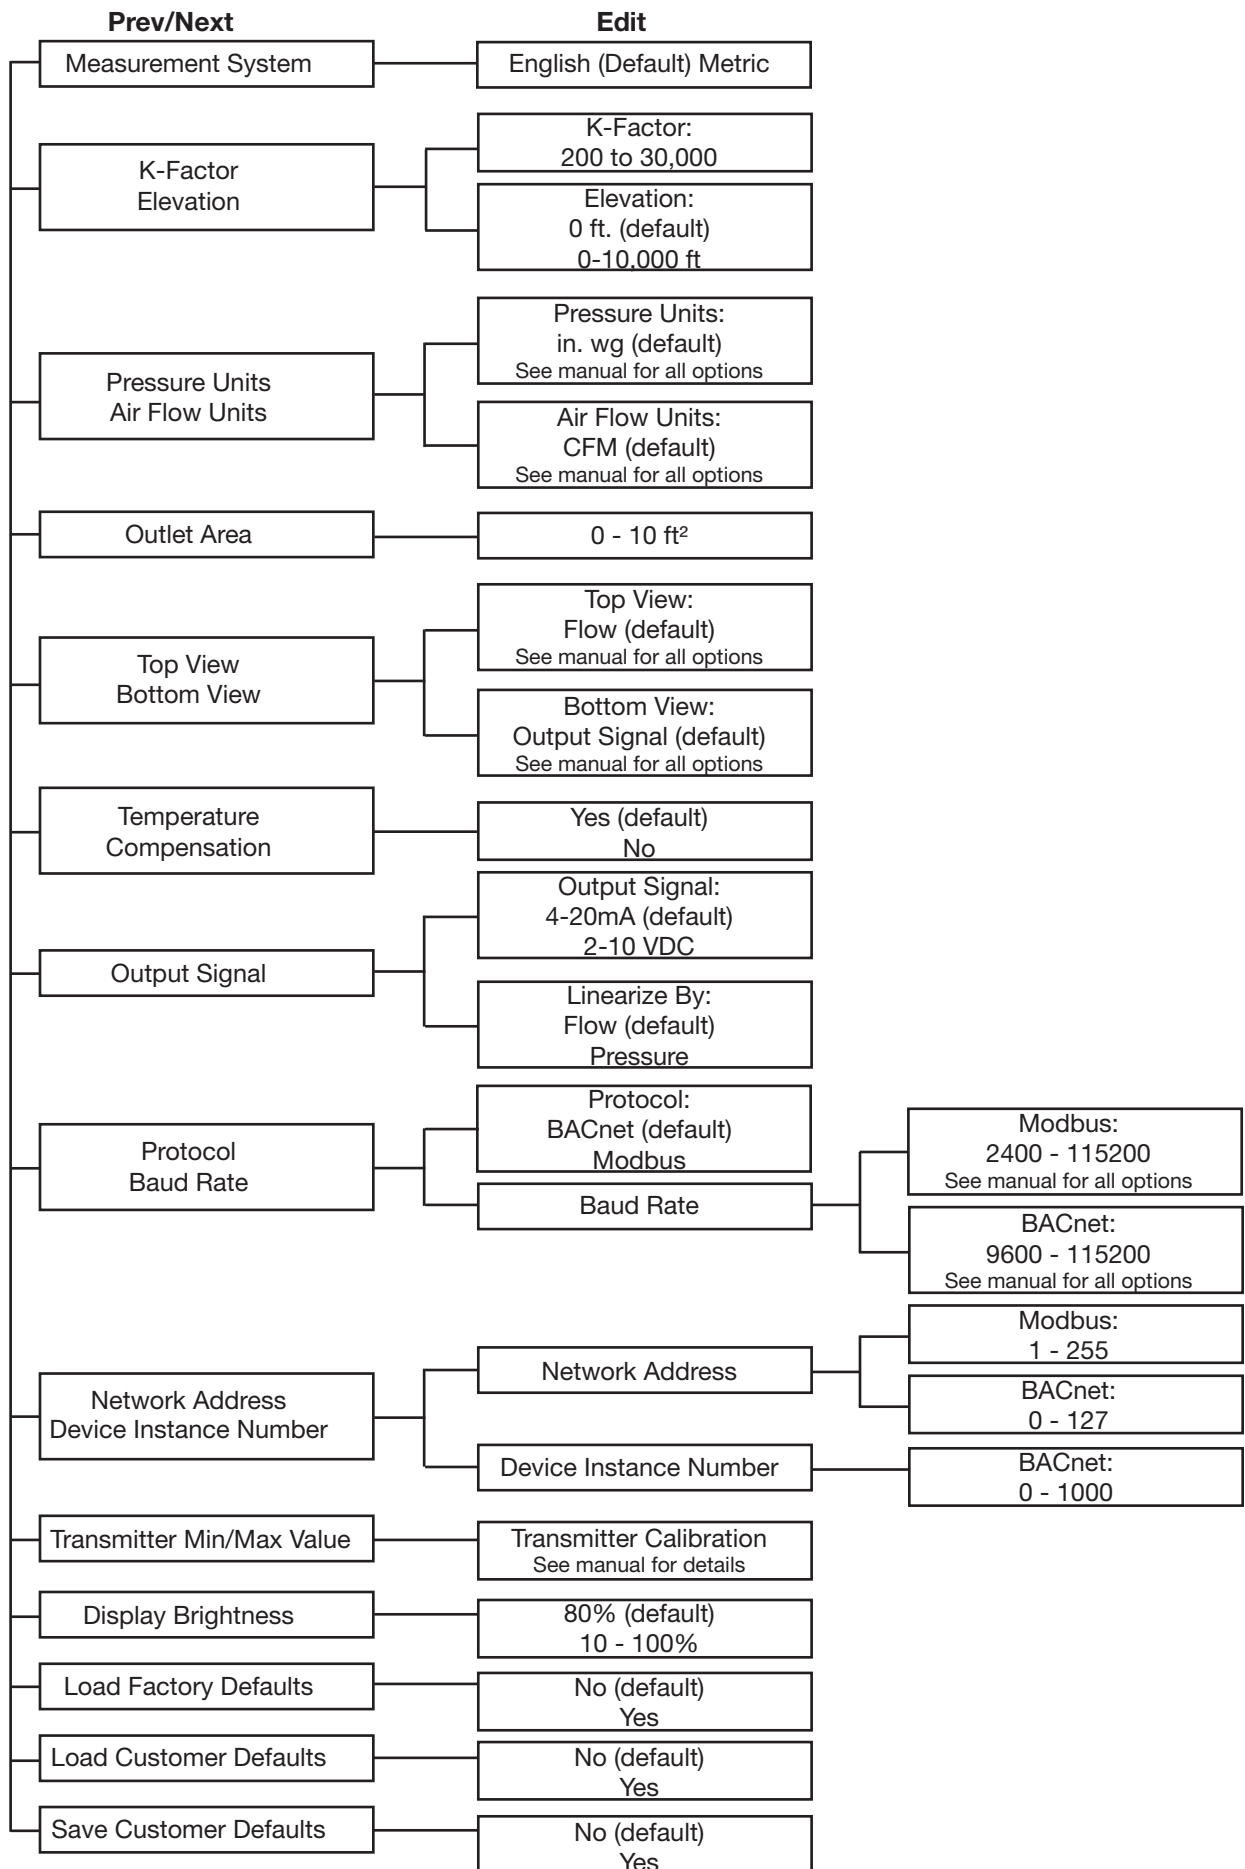 Prev/Next
Edit
Measurement System
English (Default) Metric
K-Factor
Elevation
K-Factor:
200 to 30,000
Elevation:
0 ft. (default)
0-10,000 ft
Pressure Units
Air Flow Units
Pressure Units:
in. wg (default)
See manual for all options
Air Flow Units:
CFM (default)
See manual for all options
Outlet Area
0 - 10 ft²
Top View
Bottom View
Top View:
Flow (default)
See manual for all options
Bottom View:
Output Signal (default)
See manual for all options
Temperature
Compensation
Yes (default)
No
Output Signal
Output Signal:
4-20mA (default)
2-10 VDC
Linearize By:
Flow (default)
Pressure
Protocol
Baud Rate
Protocol:
BACnet (default)
Modbus
Baud Rate
Modbus:
2400 - 115200
See manual for all options
BACnet:
9600 - 115200
See manual for all options
Network Address
Device Instance Number
Network Address
Modbus:
1 - 255
BACnet:
0 - 127
Device Instance Number
BACnet:
0 - 1000
Transmitter Min/Max Value
Transmitter Calibration
See manual for details
Display Brightness
80% (default)
10 - 100%
Load Factory Defaults
No (default)
Yes
Load Customer Defaults
No (default)
Yes
Save Customer Defaults
No (default)
Yes